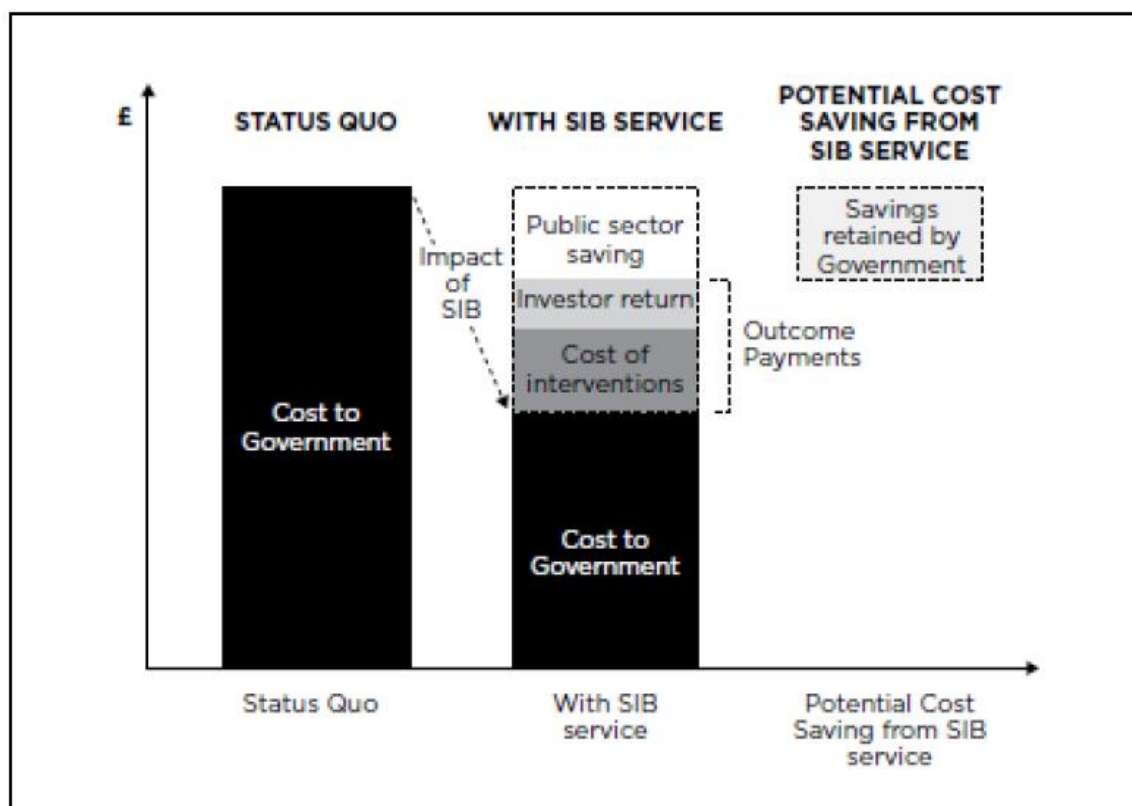 £
STATUS QUO
WITH SIB SERVICE
POTENTIAL COST
SAVING FROM
SIB SERVICE
Cost to
Government
Impact
of
SIB
Public sector
saving
Investor return
Cost of
interventions
Cost to
Government
Outcome
Payments
Savings
retained by
Government
Status Quo
With SIB
service
Potential Cost
Saving from SIB
service